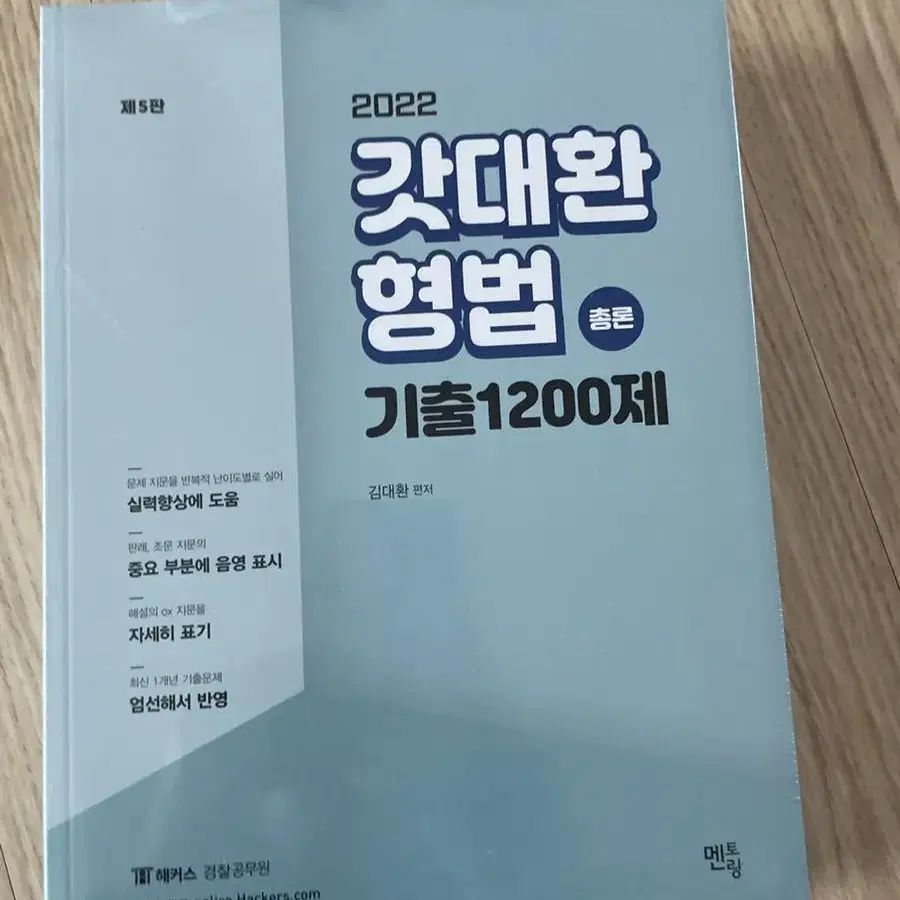 제5판
2022
갓대환
형법 총론
기출1200제
김대환 편저
문제 지문을 반복적 난이도별로 실어
실력향상에 도움
판례, 조문 지문의
중요 부분에 음영 표시
해설의 ox 지문을
자세히 표기
최신 1개년 기출문제
엄선해서 반영
해커스 경찰공무원
.Hackers.com
멘토링